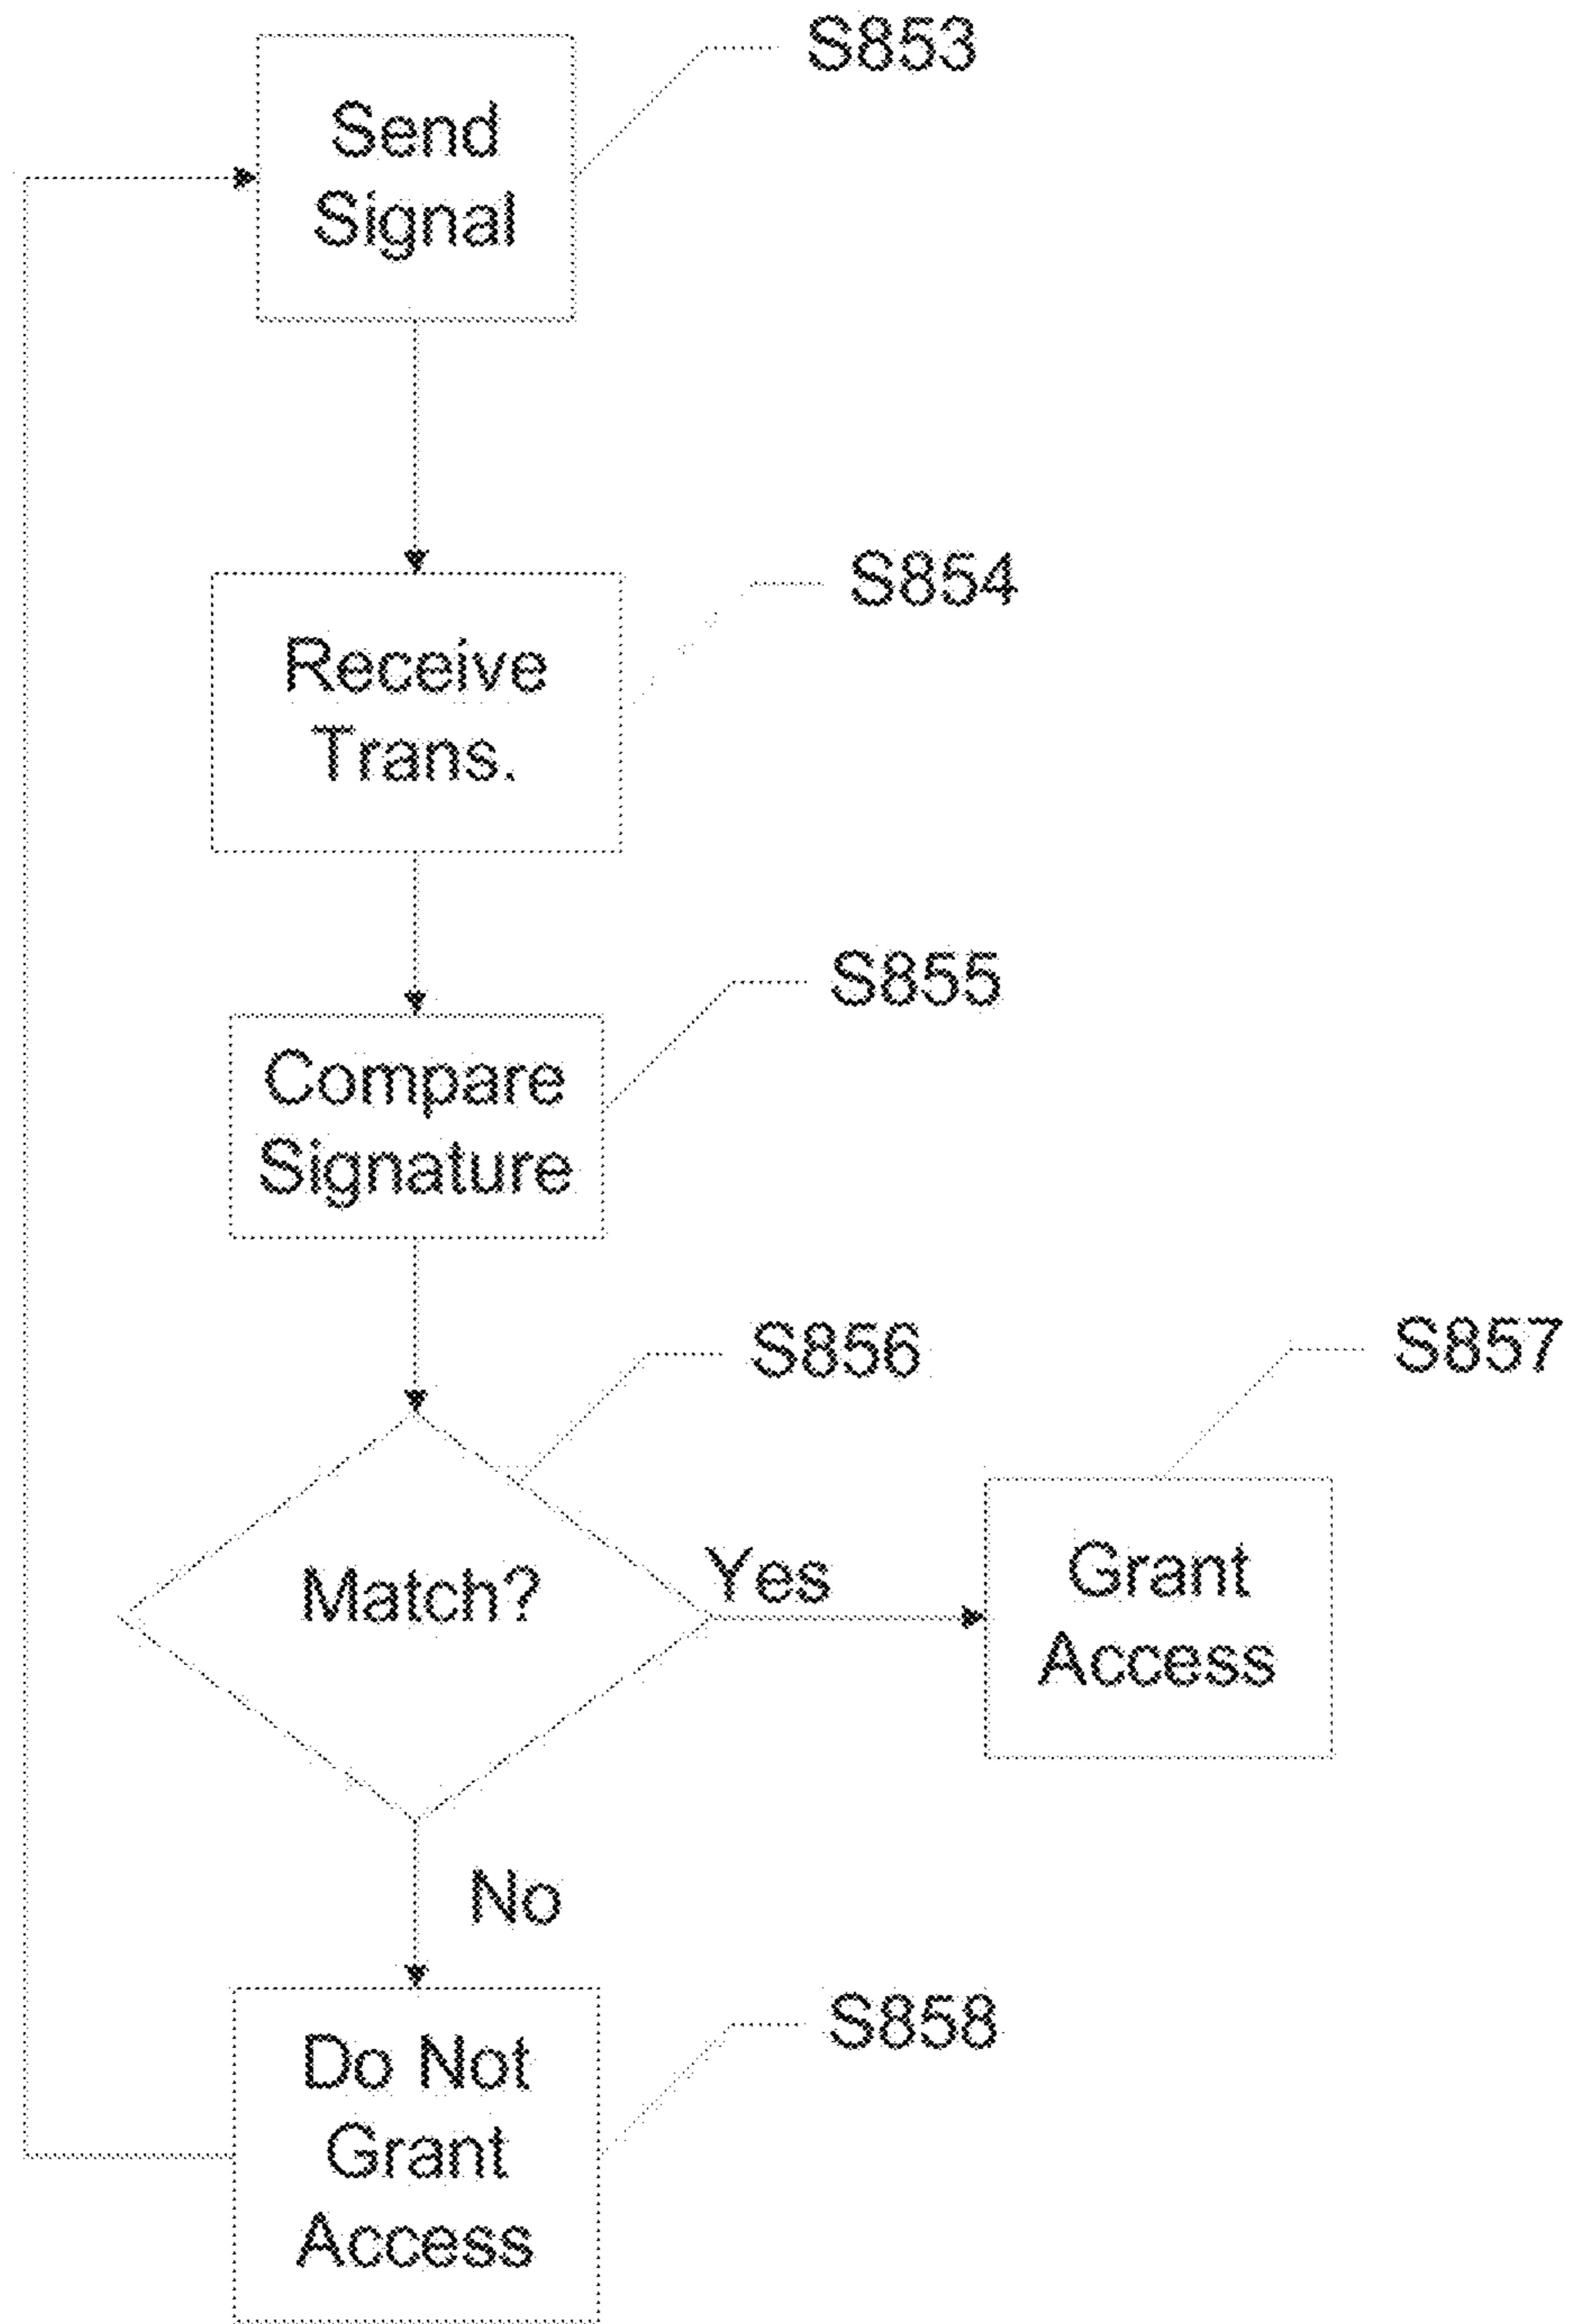 S853
Send
Signal
S854
Receive
Trans.
S855
Compare
Signature
S856
S857
Match?
Yes
Grant
Access
No
S858
Do Not
Grant
Access